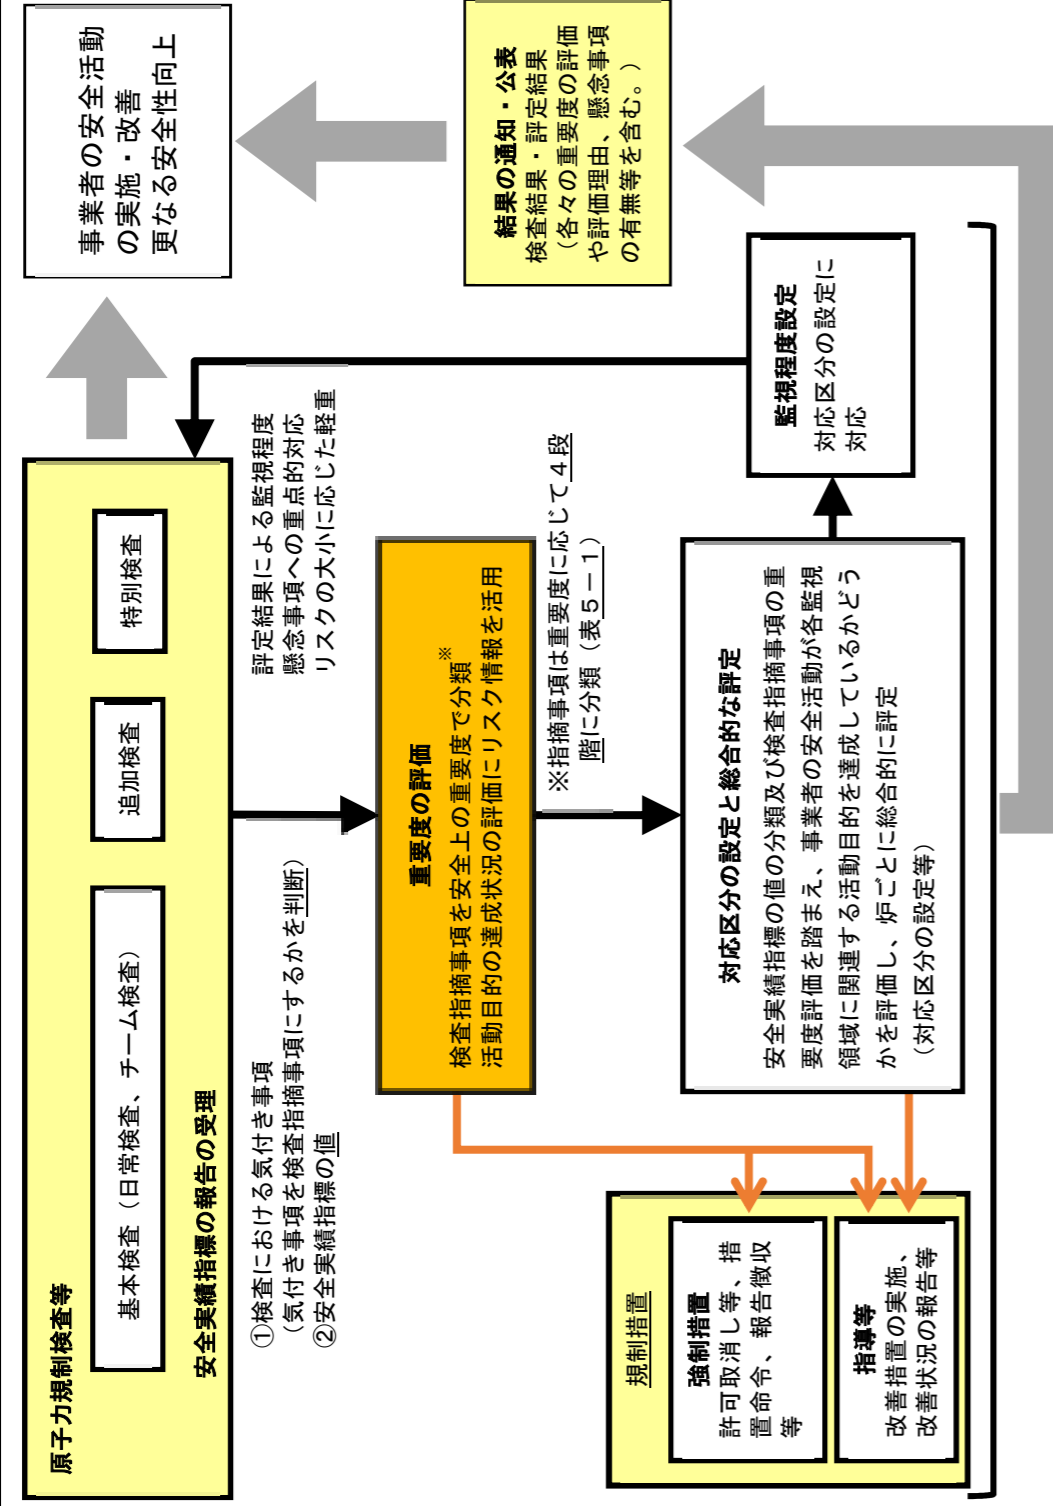 原子力規制検査等
基本検査（日常検査、チーム検査）
追加検査
特別検査
安全実績指標の報告の受理
事業者の安全活動
の実施・改善
更なる安全性向上
①検査における気付き事項
（気付き事項を検査指摘事項にするかを判断）
②安全実績指標の値
評定結果による監視程度
懸念事項への重点的対応
リスクの大小に応じた軽重
重要度の評価
検査指摘事項を安全上の重要度で分類※
活動目的の達成状況の評価にリスク情報を活用
※指摘事項は重要度に応じて４段
階に分類（表５－１）
結果の通知・公表
検査結果・評定結果
（各々の重要度の評価
や評価理由、懸念事項
の有無等を含む。）
規制措置
強制措置
許可取消し等、措
置命令、報告徴収
等
指導等
改善措置の実施、
改善状況の報告等
対応区分の設定と総合的な評定
安全実績指標の値の分類及び検査指摘事項の重
要度評価を踏まえ、事業者の安全活動が各監視
領域に関連する活動目的を達成しているかどう
かを評価し、炉ごとに総合的に評定
（対応区分の設定等）
監視程度設定
対応区分の設定に
対応